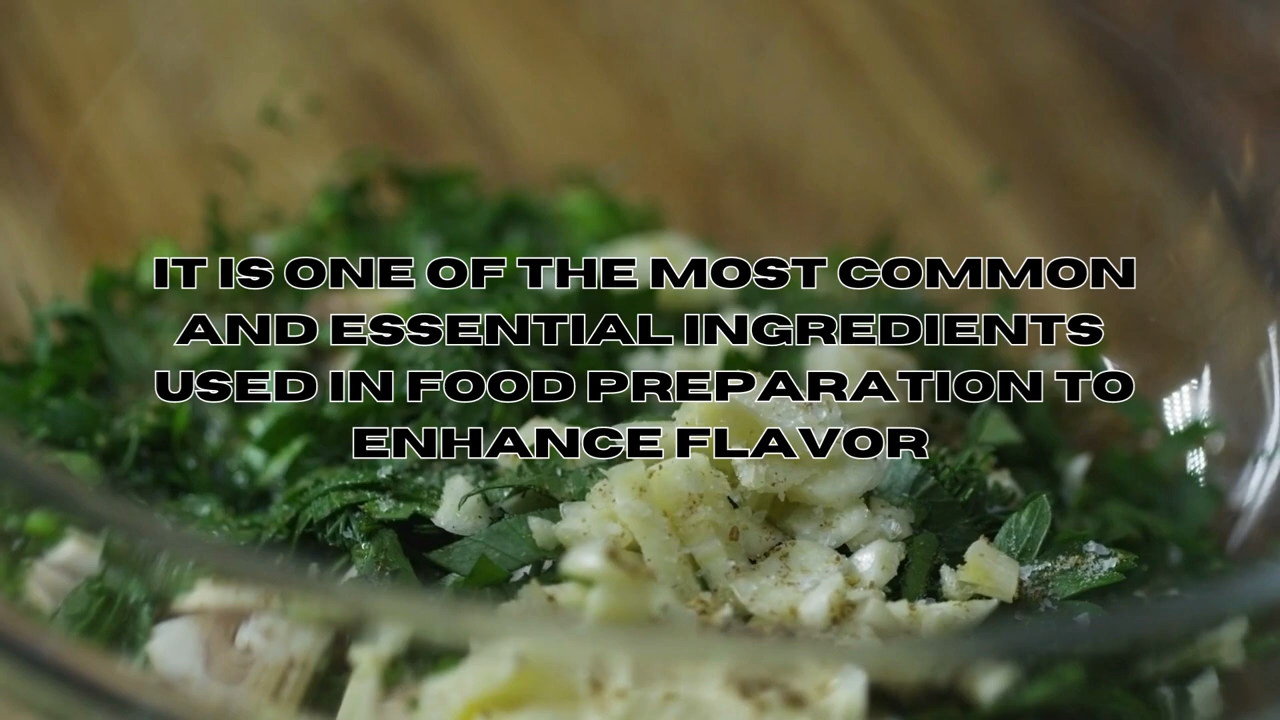 IT IS ONE OF THE MOST COMMON
AND ESSENTIAL INGREDIENTS
USED IN FOOD PREPARATION TO
ENHANCE FLAVOR